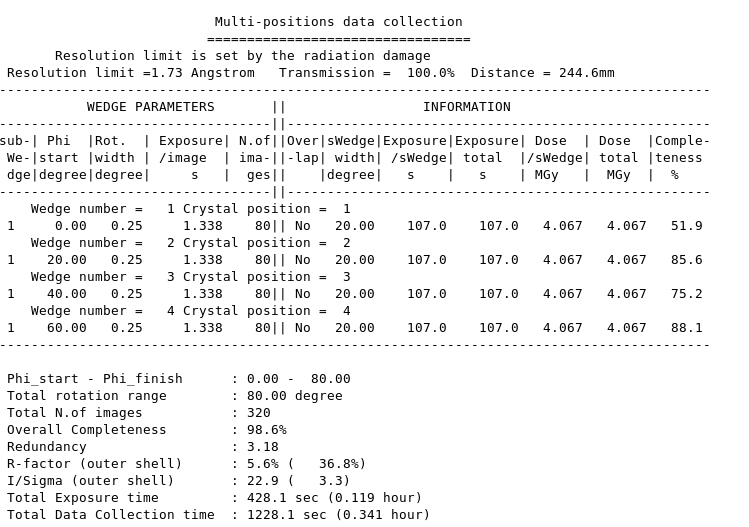 Multi-positions data collection
=================================
Resolution limit is set by the radiation damage
Resolution limit =1.73 Angstrom   Transmission =  100.0%  Distance = 244.6mm
-----------------------------------------------------------------------------------------
WEDGE PARAMETERS       ||                 INFORMATION
----------------------------------||-----------------------------------------------------
sub-| Phi  |Rot.  | Exposure| N.of||Over|sWedge|Exposure|Exposure| Dose  | Dose  |Comple-
We-|start |width | /image  | ima-||-lap| width| /sWedge| total  |/sWedge| total |teness
dge|degree|degree|     s   |  ges||    |degree|   s    |   s    | MGy   |  MGy  |  %
----------------------------------||-----------------------------------------------------
Wedge number =   1 Crystal position =  1
1     0.00   0.25     1.338    80|| No   20.00    107.0    107.0   4.067   4.067   51.9
Wedge number =   2 Crystal position =  2
1    20.00   0.25     1.338    80|| No   20.00    107.0    107.0   4.067   4.067   85.6
Wedge number =   3 Crystal position =  3
1    40.00   0.25     1.338    80|| No   20.00    107.0    107.0   4.067   4.067   75.2
Wedge number =   4 Crystal position =  4
1    60.00   0.25     1.338    80|| No   20.00    107.0    107.0   4.067   4.067   88.1
-----------------------------------------------------------------------------------------
Phi_start - Phi_finish      : 0.00 -  80.00
Total rotation range        : 80.00 degree
Total N.of images           : 320
Overall Completeness        : 98.6%
Redundancy                  : 3.18
R-factor (outer shell)      : 5.6% (   36.8%)
I/Sigma (outer shell)       : 22.9 (   3.3)
Total Exposure time         : 428.1 sec (0.119 hour)
Total Data Collection time  : 1228.1 sec (0.341 hour)